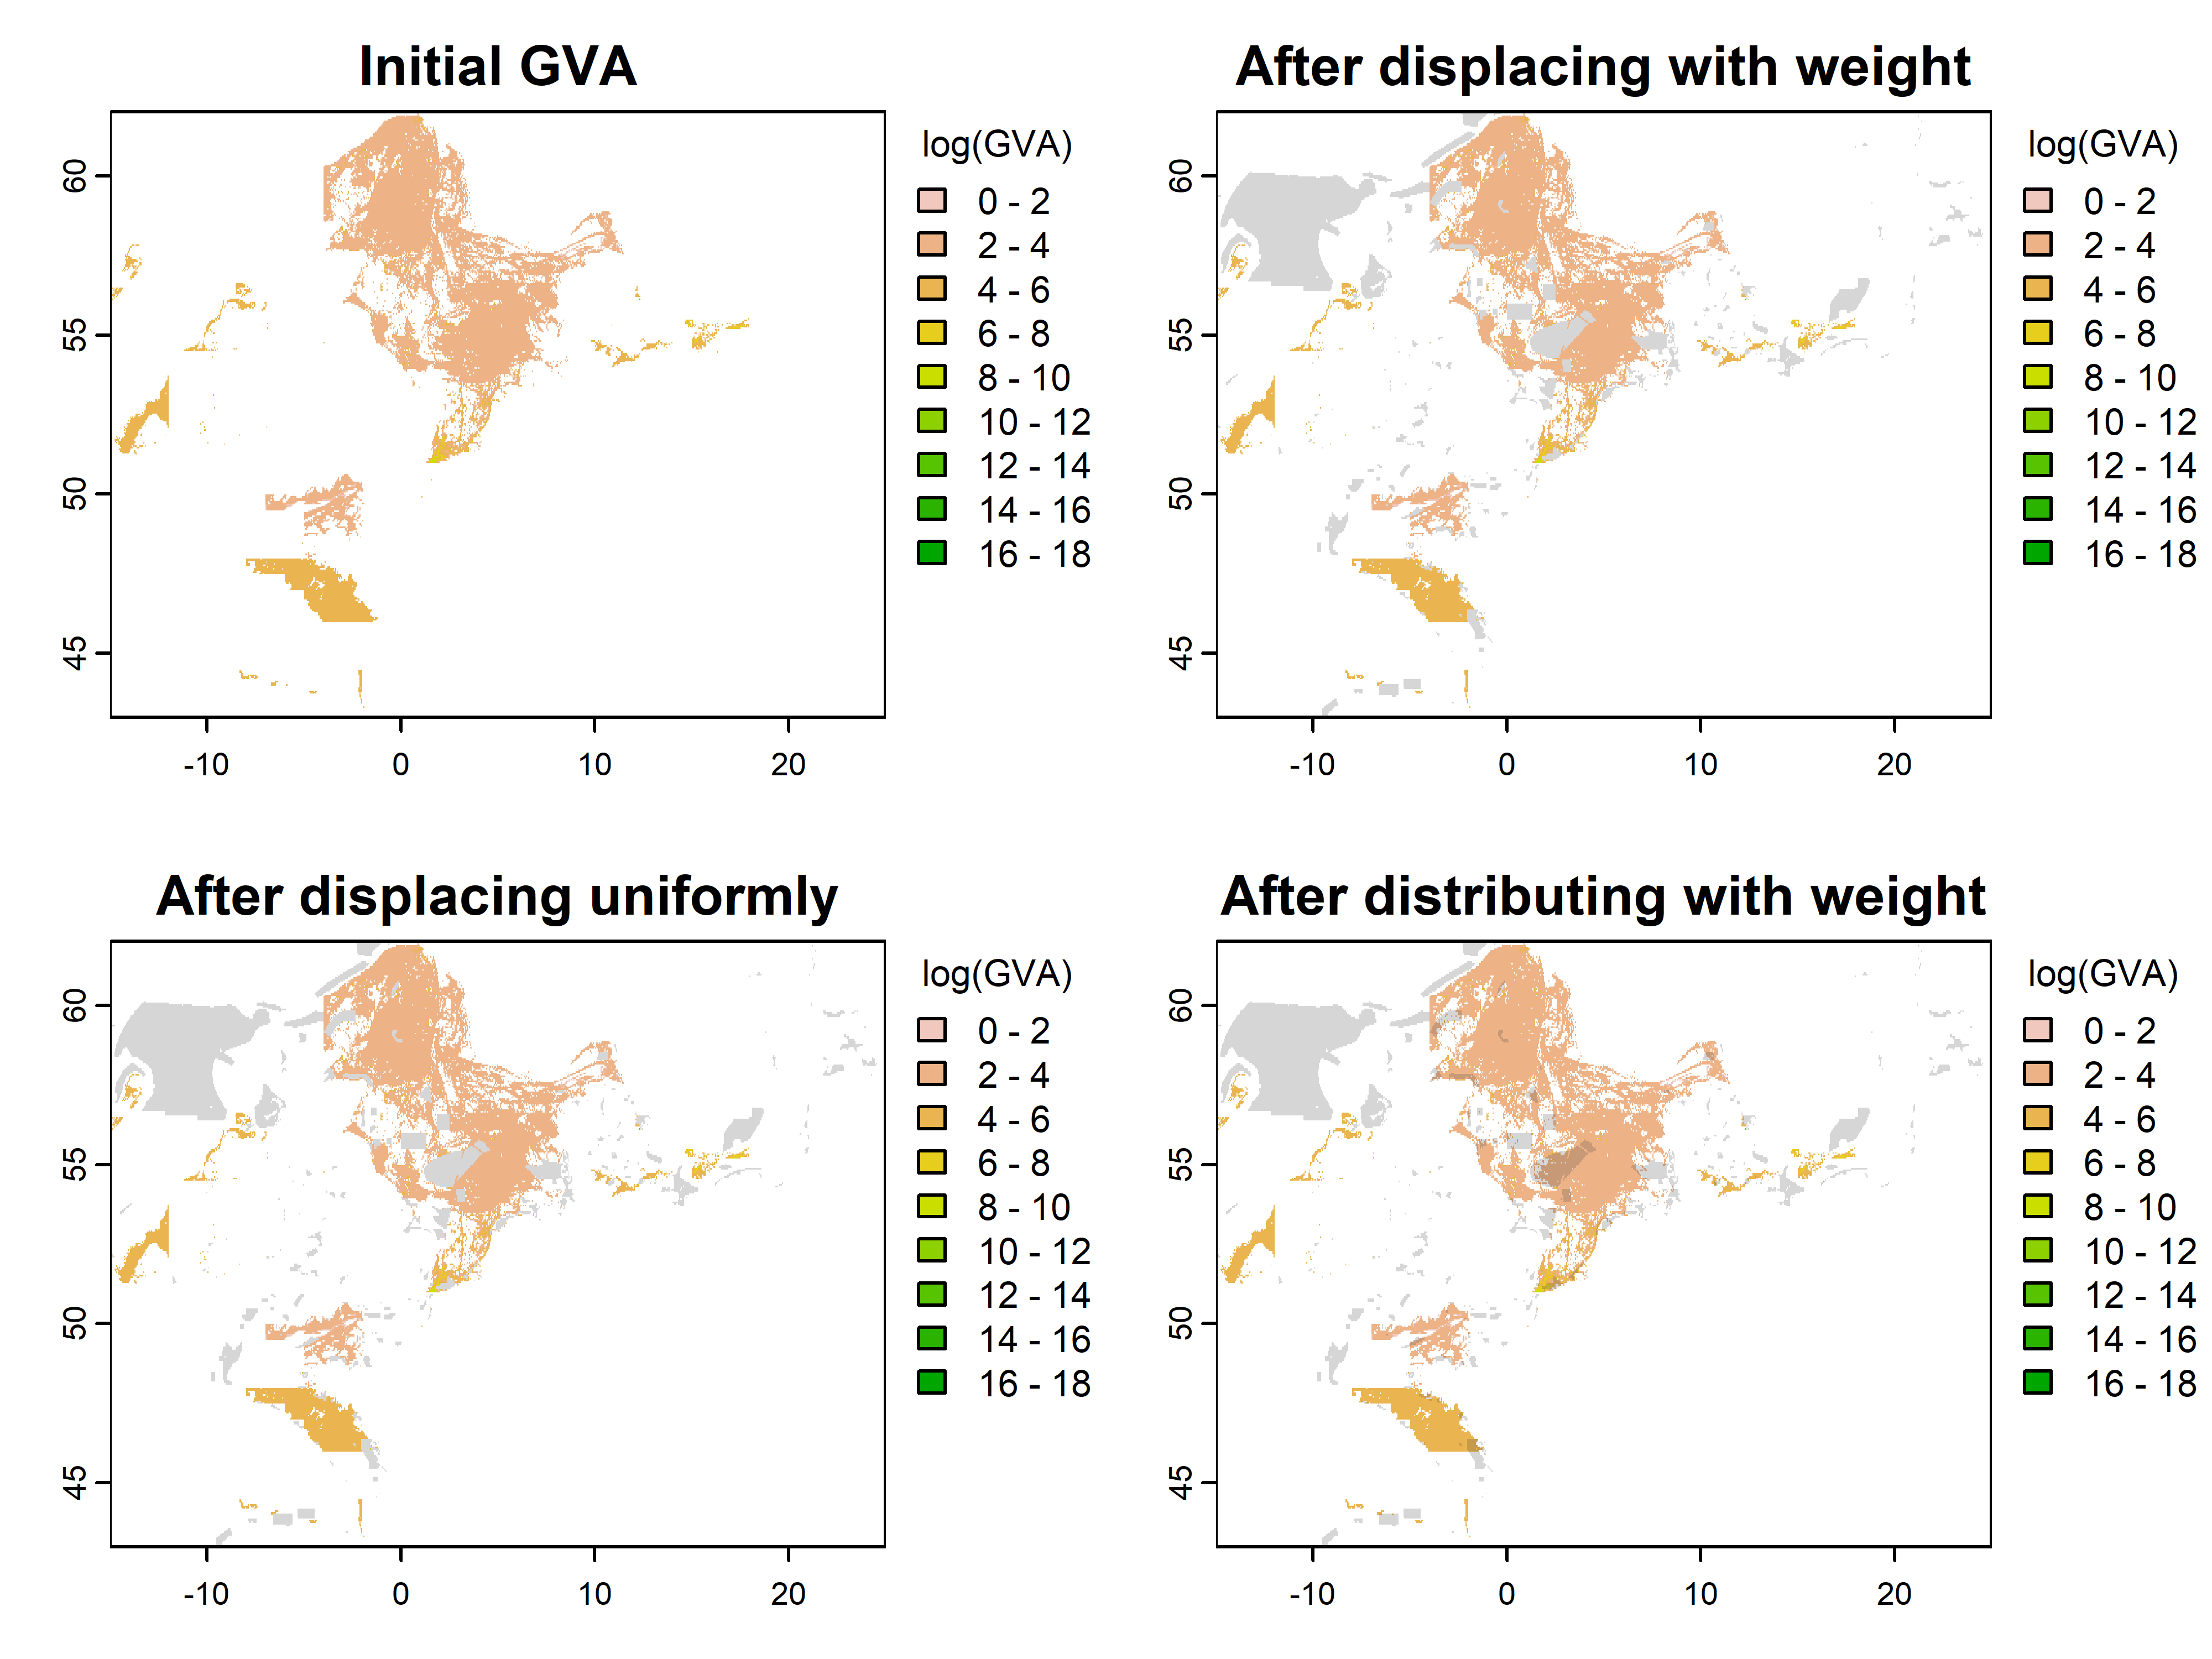 Initial GVA
60
55
50
45
-10
0
10
20
log(GVA)
0 - 2
2 - 4
4 - 6
6 - 8
8 - 10
10 - 12
12 - 14
14 - 16
16 - 18
After displacing with weight
60
55
50
45
-10
0
10
20
log(GVA)
0 - 2
2 - 4
4 - 6
6 - 8
8 - 10
10 - 12
12 - 14
14 - 16
16 - 18
After displacing uniformly
60
55
50
45
-10
0
10
20
log(GVA)
0 - 2
2 - 4
4 - 6
6 - 8
8 - 10
10 - 12
12 - 14
14 - 16
16 - 18
After distributing with weight
60
55
50
45
-10
0
10
20
log(GVA)
0 - 2
2 - 4
4 - 6
6 - 8
8 - 10
10 - 12
12 - 14
14 - 16
16 - 18